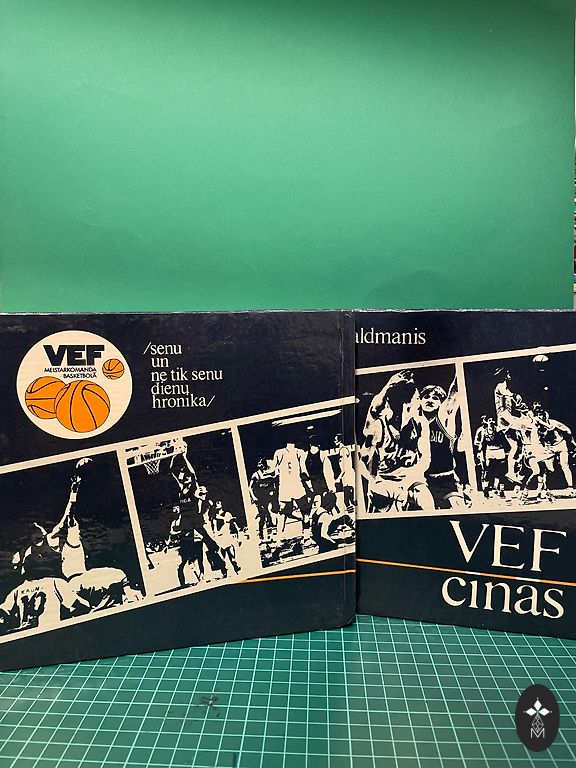 VEF
MEISTARKOMANDA
BASKETBOLĀ
/senu
un
ne tik senu
dienu
hronika/
aldmanis
VEF
cīņas
M